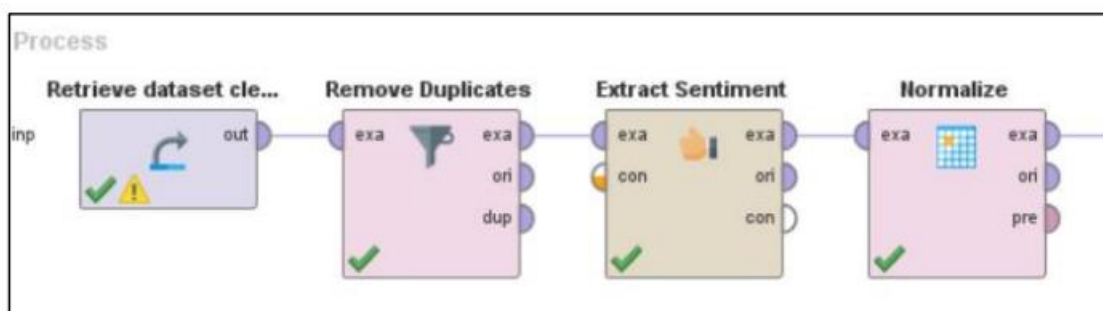 Process
Retrieve dataset cle...
Remove Duplicates
Extract Sentiment
Normalize
inp
out
exa
exa
exa
exa
exa
exa
ori
con
ori
ori
dup
con
pre